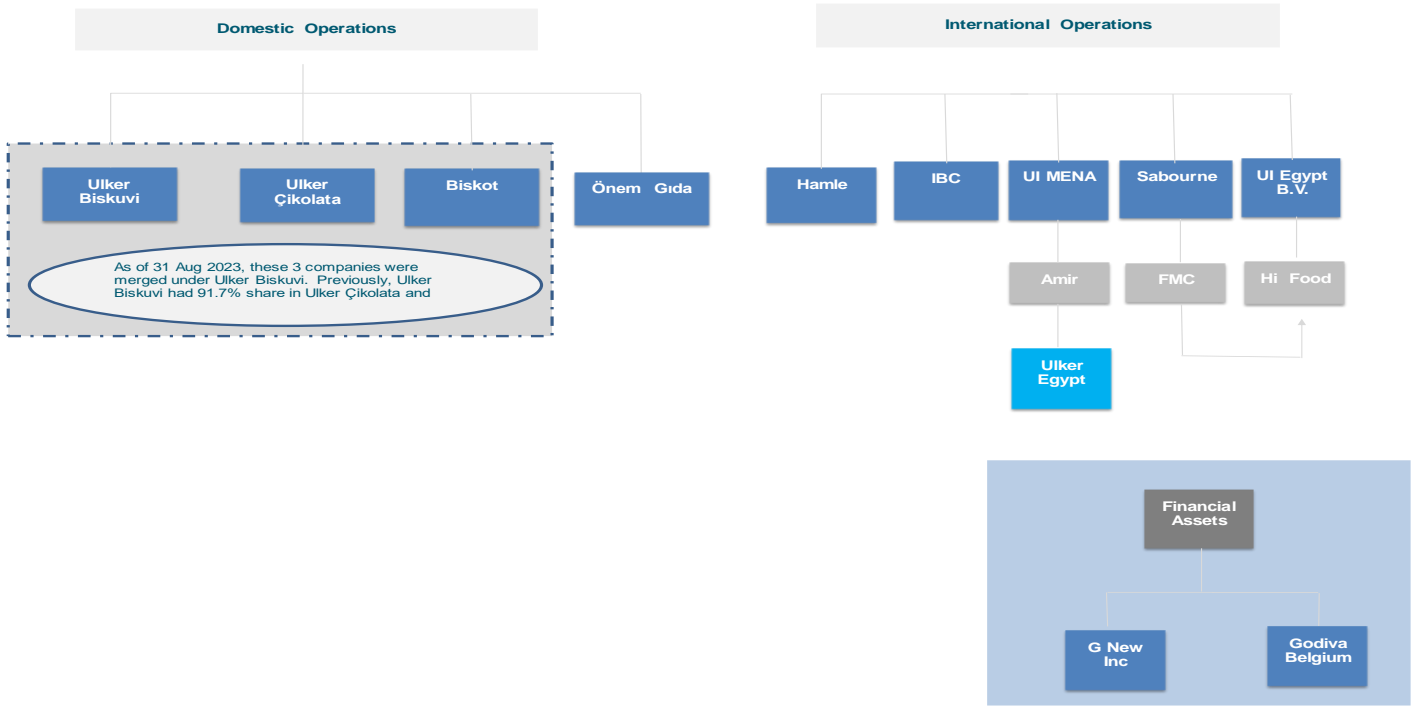 Domestic Operations
International Operations
Ulker
Biskuvi
Ulker
Çikolata
Biskot
Önem Gıda
Hamle
IBC
UI MENA
Sabourne
UI Egypt
B.V.
As of 31 Aug 2023, these 3 companies were
merged under Ulker Biskuvi. Previously, Ulker
Biskuvi had 91.7% share in Ulker Çikolata and
Amir
FMC
Hi Food
Ulker
Egypt
Financial
Assets
G New
Inc
Godiva
Belgium